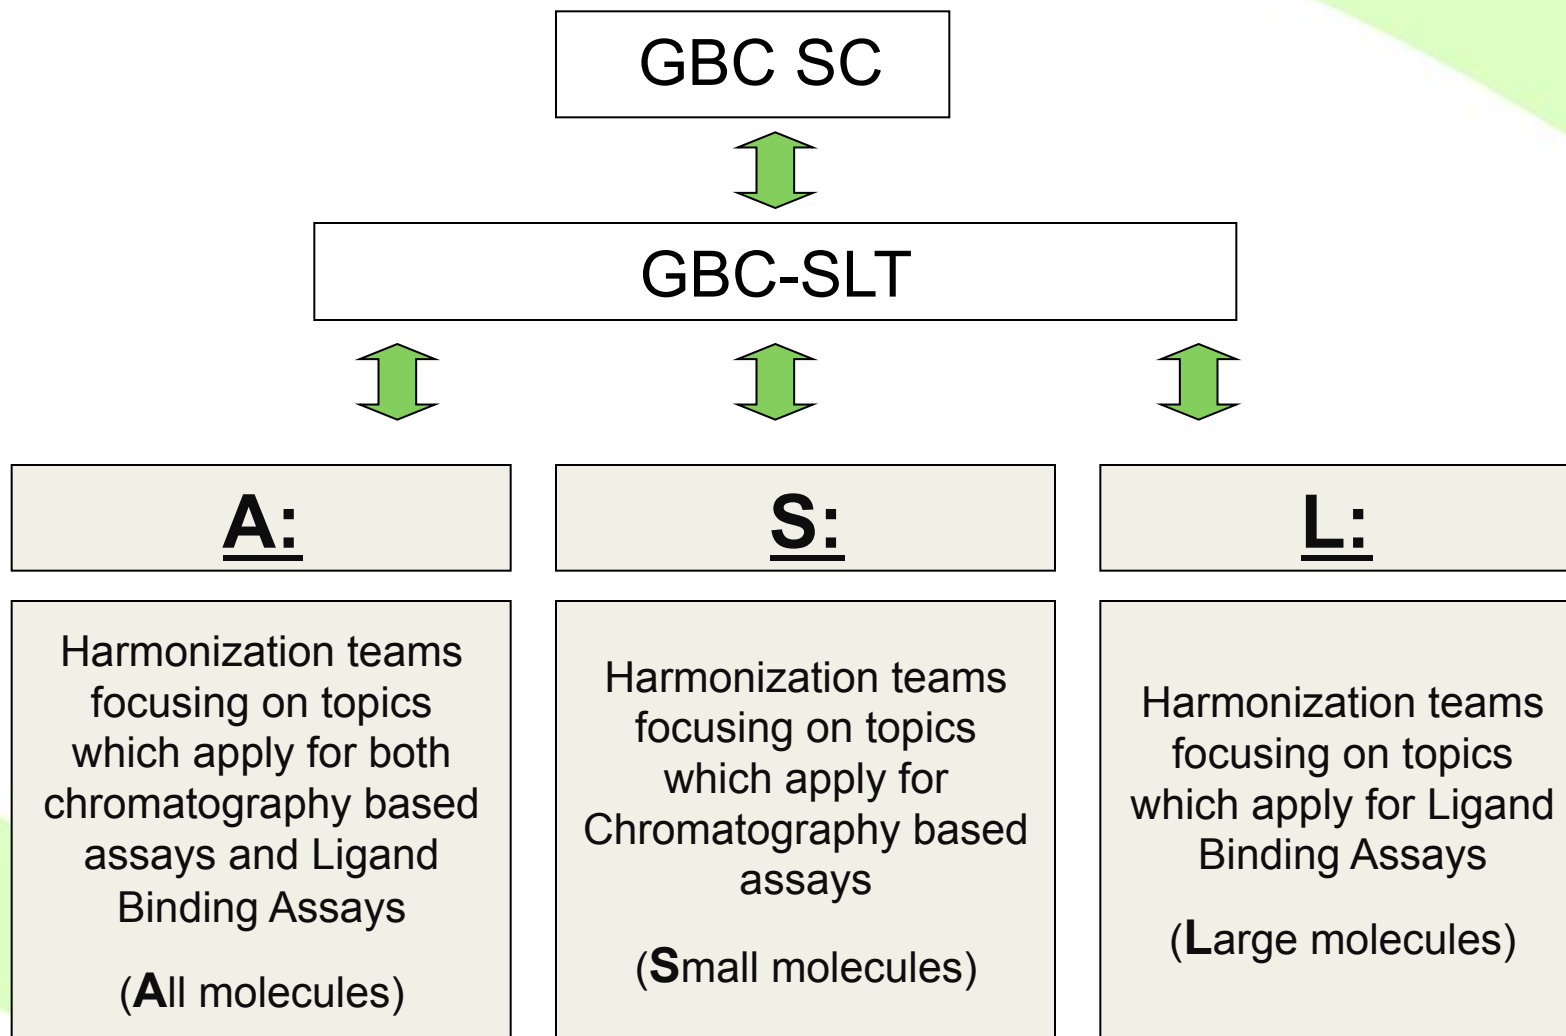 GBC SC
GBC-SLT
A:
Harmonization teams
focusing on topics
which apply for both
chromatography based
assays and Ligand
Binding Assays
(All molecules)
S:
Harmonization teams
focusing on topics
which apply for
Chromatography based
assays
(Small molecules)
L:
Harmonization teams
focusing on topics
which apply for Ligand
Binding Assays
(Large molecules)